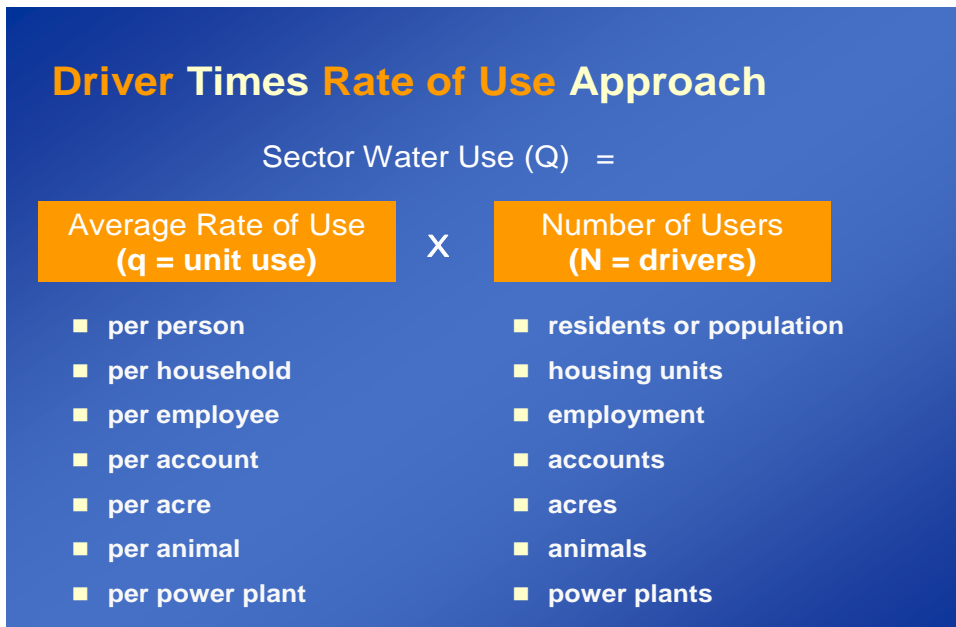 Driver Times Rate of Use Approach
Sector Water Use (Q) =
Average Rate of Use
(q = unit use)
x
Number of Users
(N = drivers)
per person
per household
per employee
per account
per acre
per animal
per power plant
residents or population
housing units
employment
accounts
acres
animals
power plants